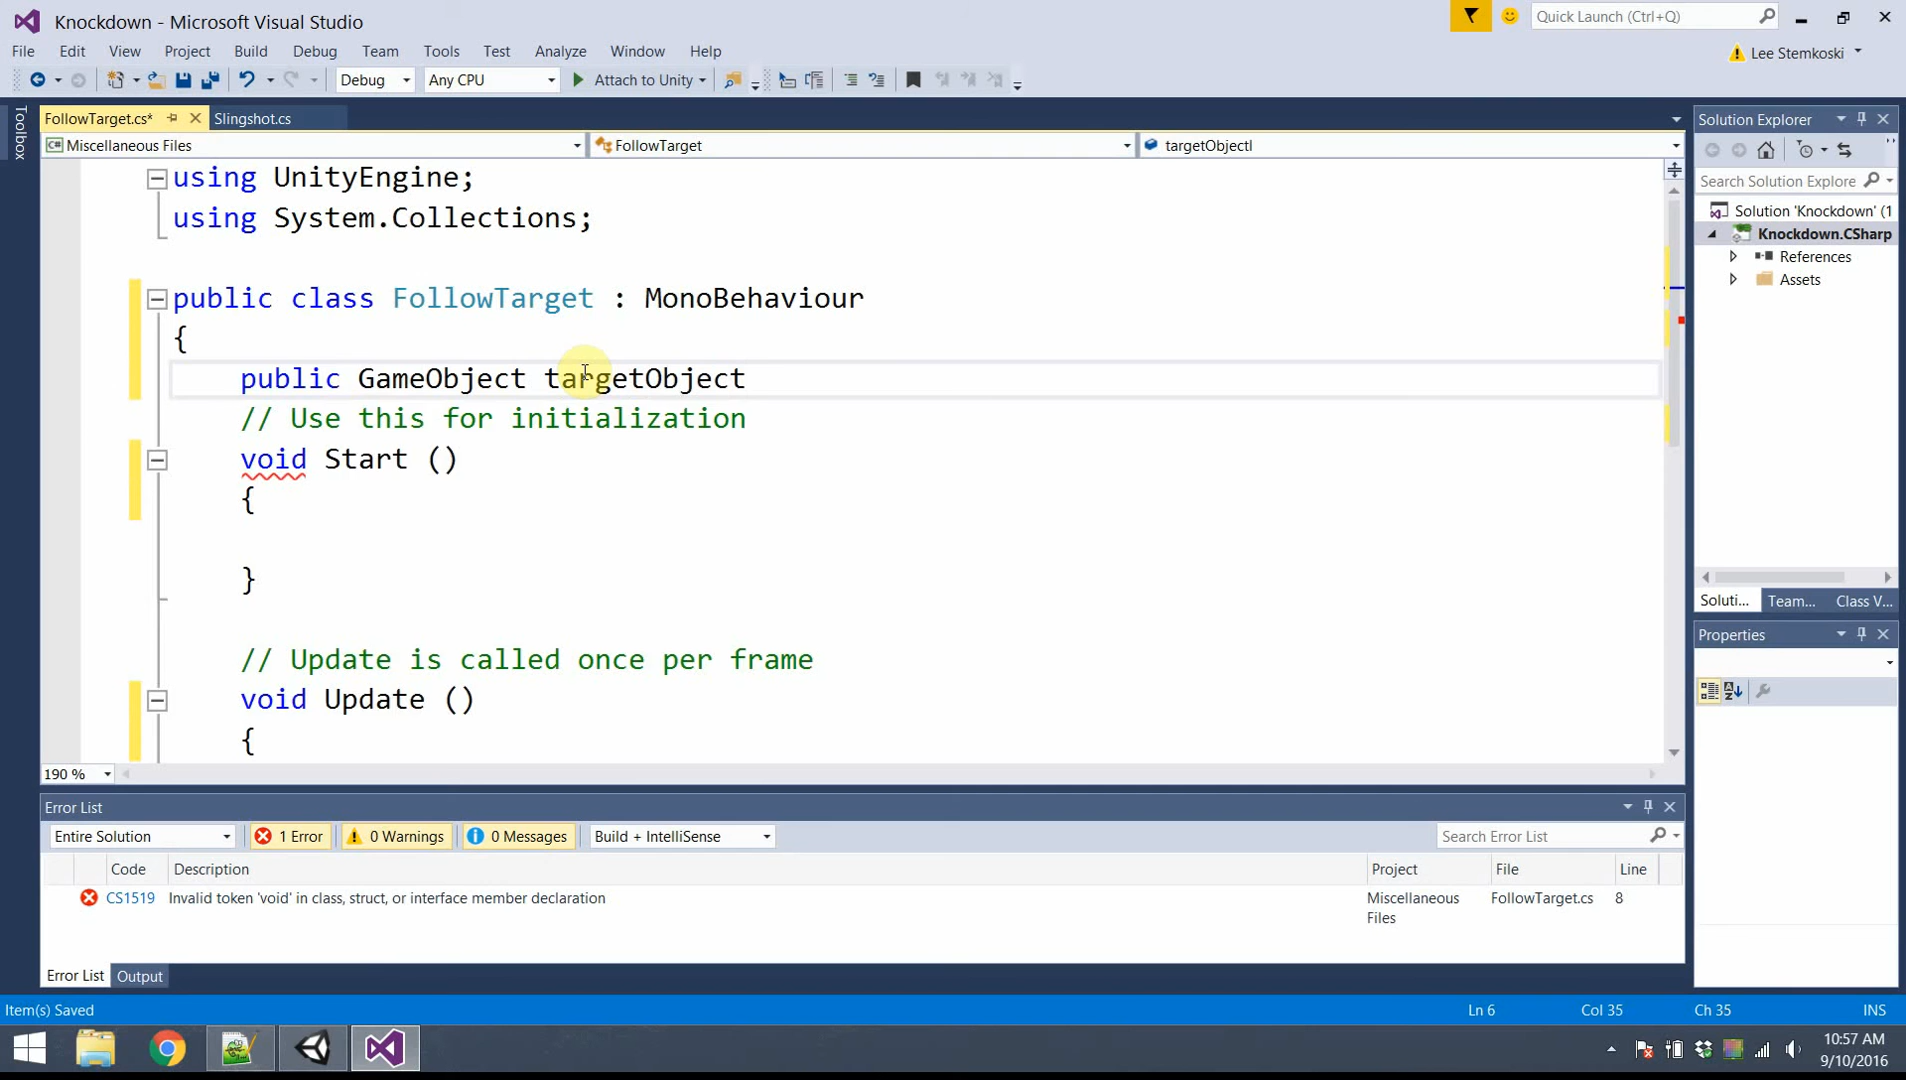 Knockdown - Microsoft Visual Studio
Quick Launch (Ctrl+Q)
File Edit View Project Build Debug Team Tools Test Analyze Window Help
Lee Stemkoski
Debug Any CPU Attach to Unity
Toolbox
FollowTarget.cs* Slingshot.cs
Solution Explorer
C# Miscellaneous Files FollowTarget targetObjectl
using UnityEngine;
using System.Collections;
public class FollowTarget : MonoBehaviour
{
public GameObject targetObject
// Use this for initialization
void Start ()
{
}
// Update is called once per frame
void Update ()
{
190 %
Search Solution Explore
Solution 'Knockdown' (1
Knockdown.CSharp
References
Assets
Soluti... Team... Class V...
Properties
Error List
Entire Solution 1 Error 0 Warnings 0 Messages Build + IntelliSense Search Error List
Code Description Project File Line
CS1519 Invalid token 'void' in class, struct, or interface member declaration Miscellaneous Files FollowTarget.cs 8
Error List Output
Item(s) Saved Ln 6 Col 35 Ch 35 INS
10:57 AM
9/10/2016